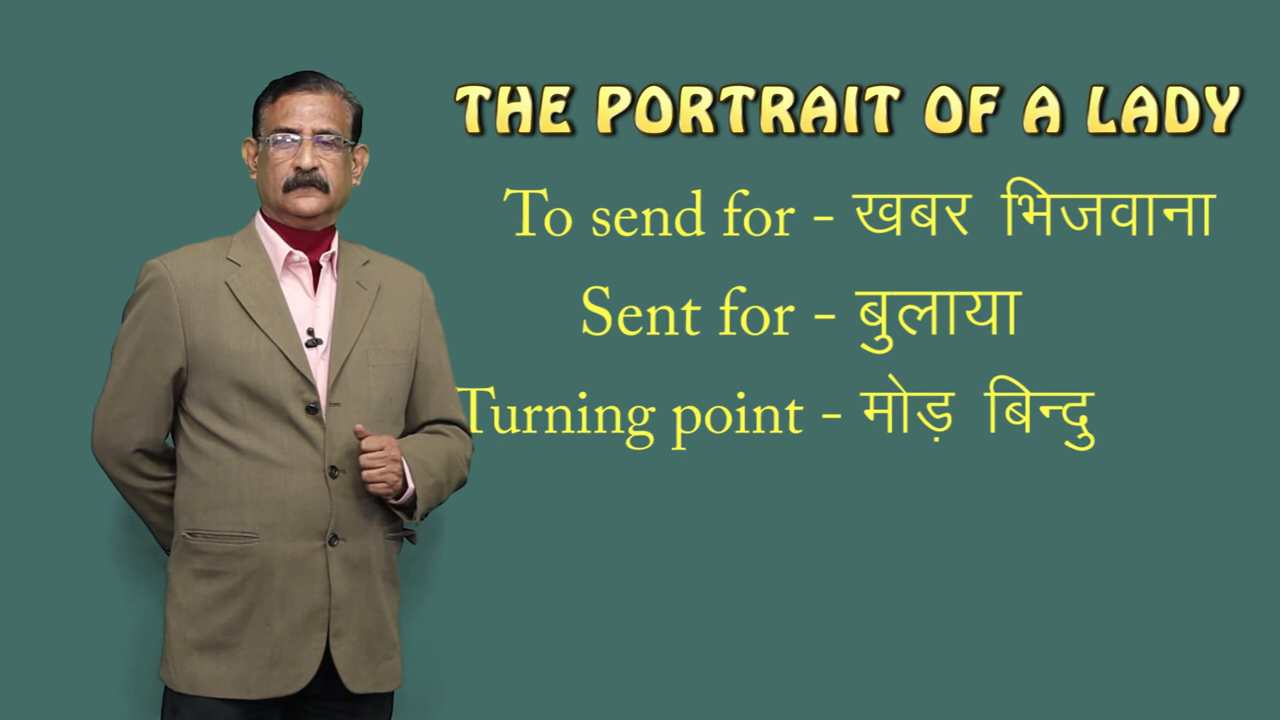 THE PORTRAIT OF A LADY
To send for - खबर भिजवाना
Sent for - बुलाया
Turning point - मोड़ बिन्दु